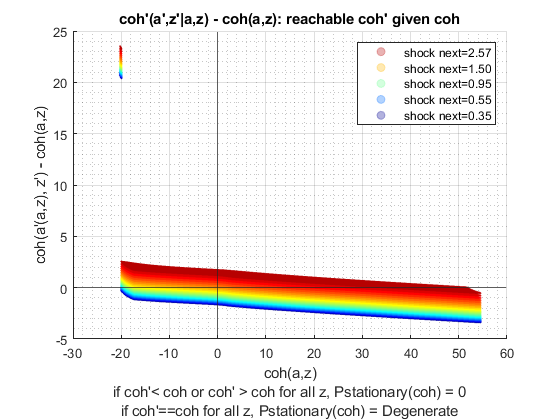 coh'(a',z'|a,z) - coh(a,z): reachable coh' given coh
25
20
15
10
5
0
-5
coh(a'(a,z), z') - coh(a,z)
shock next=2.57
shock next=1.50
shock next=0.95
shock next=0.55
shock next=0.35
-30 -20 -10 0 10 20 30 40 50 60
coh(a,z)
if coh'< coh or coh' > coh for all z, Pstationary(coh) = 0
if coh'==coh for all z, Pstationary(coh) = Degenerate